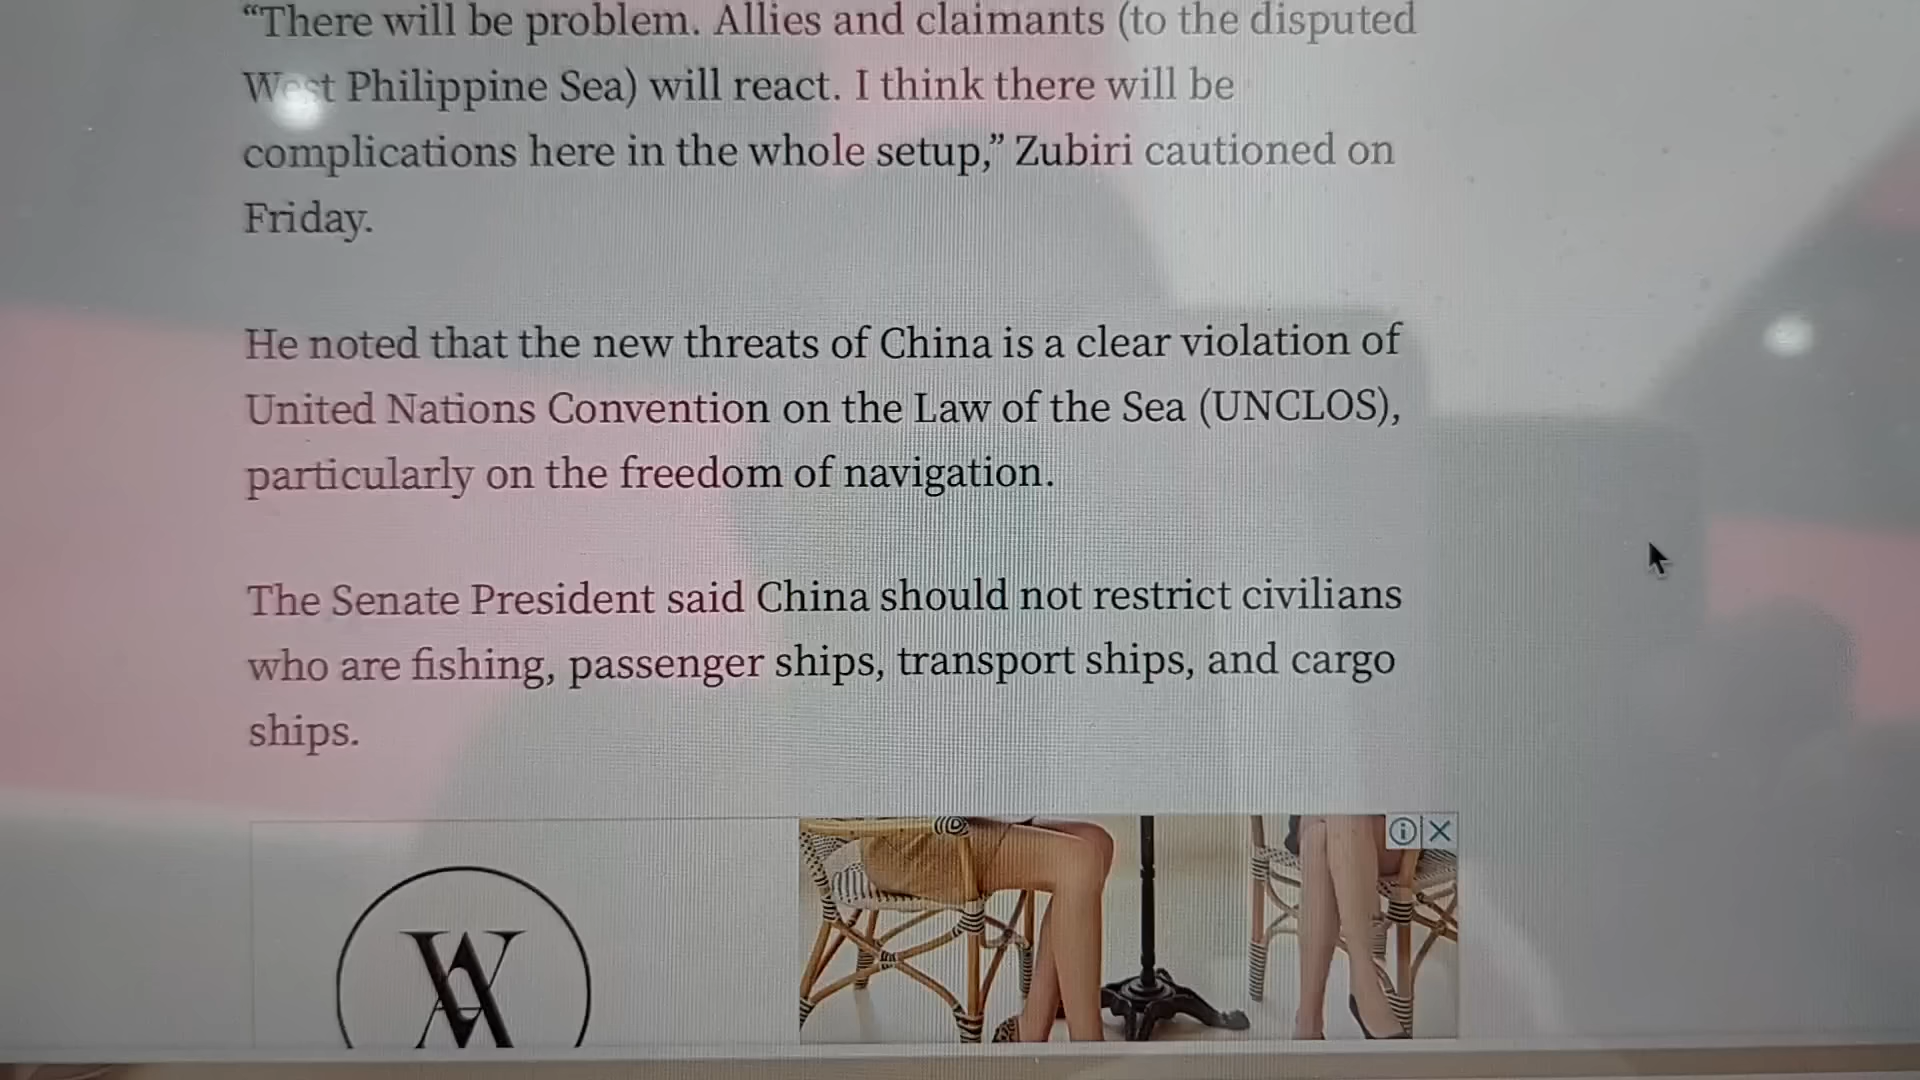 “There will be problem. Allies and claimants (to the disputed
West Philippine Sea) will react. I think there will be
complications here in the whole setup,” Zubiri cautioned on
Friday.
He noted that the new threats of China is a clear violation of
United Nations Convention on the Law of the Sea (UNCLOS),
particularly on the freedom of navigation.
The Senate President said China should not restrict civilians
who are fishing, passenger ships, transport ships, and cargo
ships.